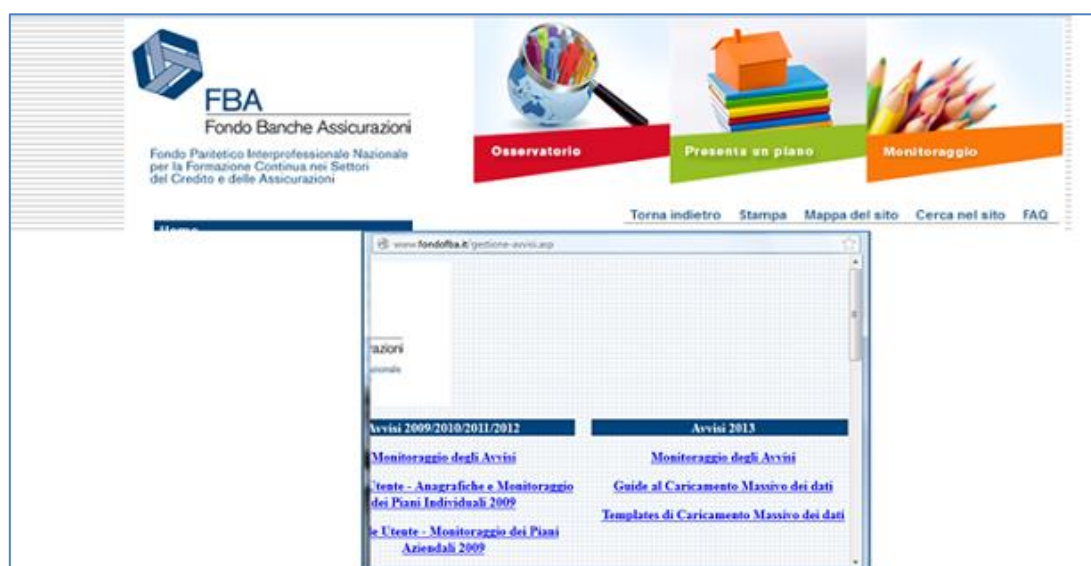 FBA
Fondo Banche Assicurazioni
Fondo Paritetico Interprofessionale Nazionale
per la Formazione Continua nei Settori
del Credito e delle Assicurazioni
Osservatorio
Presenta un piano
Monitoraggio
Torna indietro Stampa Mappa del sito Cerca nel sito FAQ
Home
www.fondofba.it/gestione-avvisi.asp
razioni
Avvisi 2009/2010/2011/2012
Monitoraggio degli Avvisi
Utente - Anagrafiche e Monitoraggio
dei Piani Individuali 2009
le Utente - Monitoraggio dei Piani
Aziendali 2009
Avvisi 2013
Monitoraggio degli Avvisi
Guide al Caricamento Massivo dei dati
Templates di Caricamento Massivo dei dati